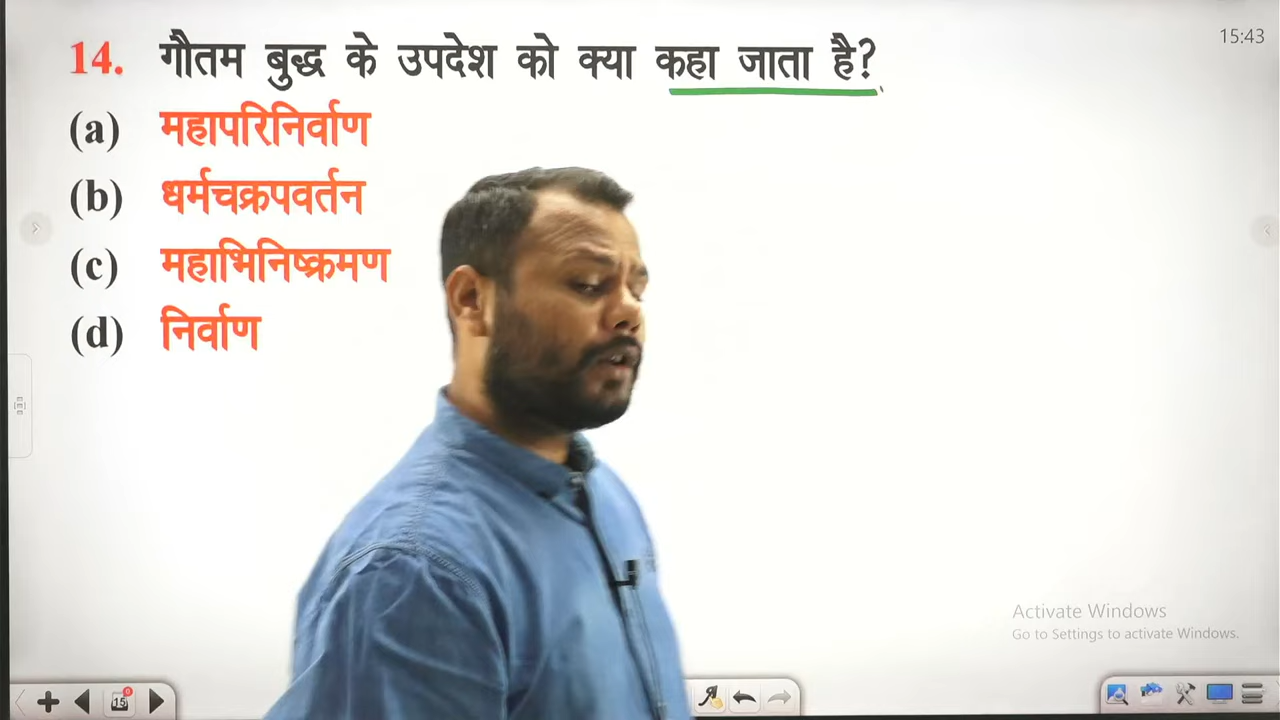 15:43
14. गौतम बुद्ध के उपदेश को क्या कहा जाता है?
(a) महापरिनिर्वाण
(b) धर्मचक्रपवर्तन
(c) महाभिनिष्क्रमण
(d) निर्वाण
Activate Windows
Go to Settings to activate Windows.
15